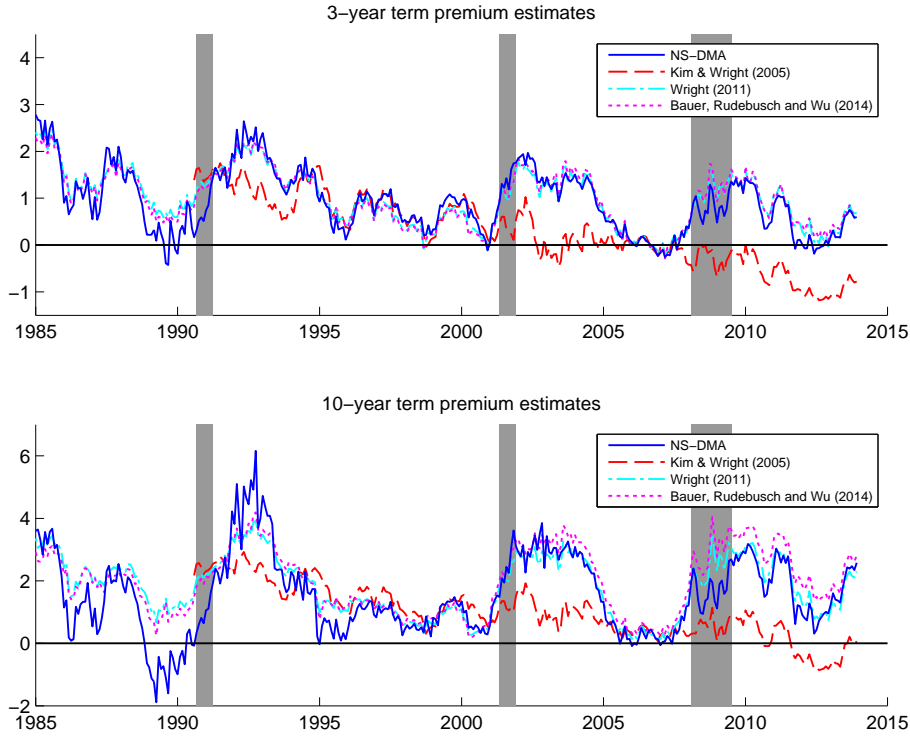 3−year term premium estimates
4
3
2
1
0
−1
NS−DMA
Kim & Wright (2005)
Wright (2011)
Bauer, Rudebusch and Wu (2014)
1985 1990 1995 2000 2005 2010 2015
10−year term premium estimates
6
4
2
0
−2
NS−DMA
Kim & Wright (2005)
Wright (2011)
Bauer, Rudebusch and Wu (2014)
1985 1990 1995 2000 2005 2010 2015